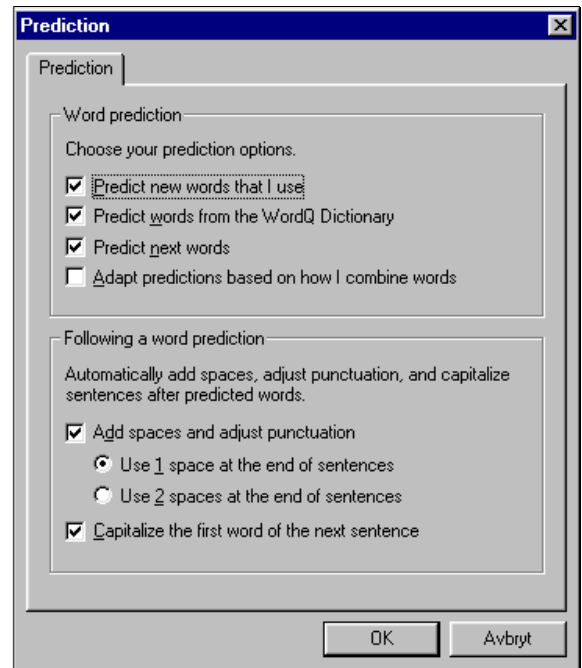 Prediction
Prediction
Word prediction
Choose your prediction options.
Predict new words that I use
Predict words from the WordQ Dictionary
Predict next words
Adapt predictions based on how I combine words
Following a word prediction
Automatically add spaces, adjust punctuation, and capitalize
sentences after predicted words.
Add spaces and adjust punctuation
Use 1 space at the end of sentences
Use 2 spaces at the end of sentences
Capitalize the first word of the next sentence
OK Avbryt